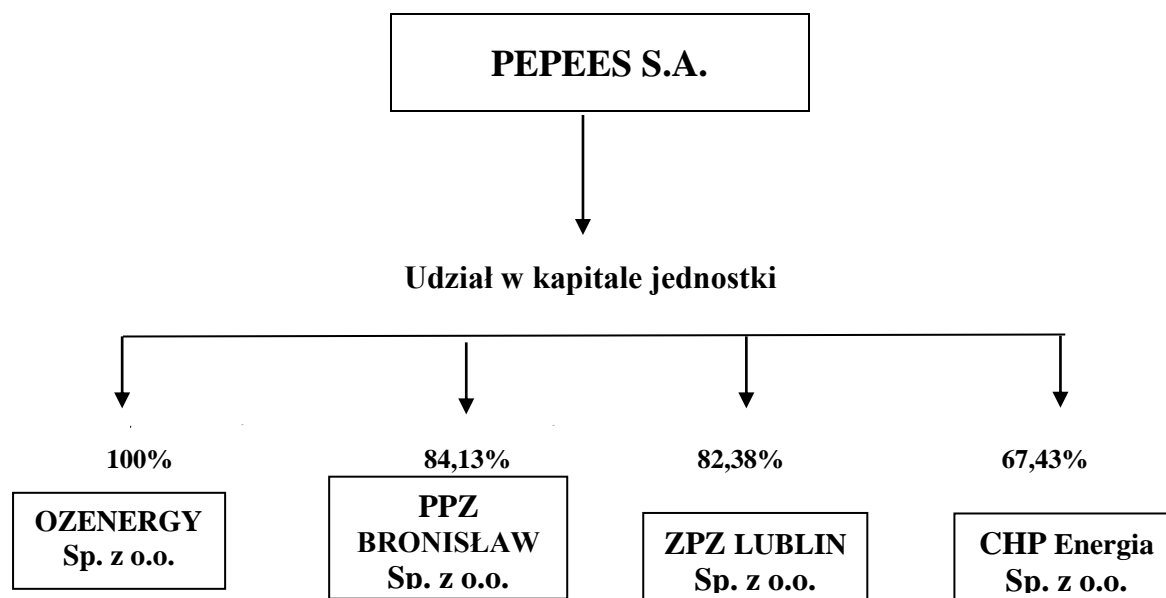 PEPEES S.A.
Udział w kapitale jednostki
100%
84,13%
82,38%
67,43%
OZENERGY
Sp. z o.o.
PPZ
BRONISŁAW
Sp. z o.o.
ZPZ LUBLIN
Sp. z o.o.
CHP Energia
Sp. z o.o.